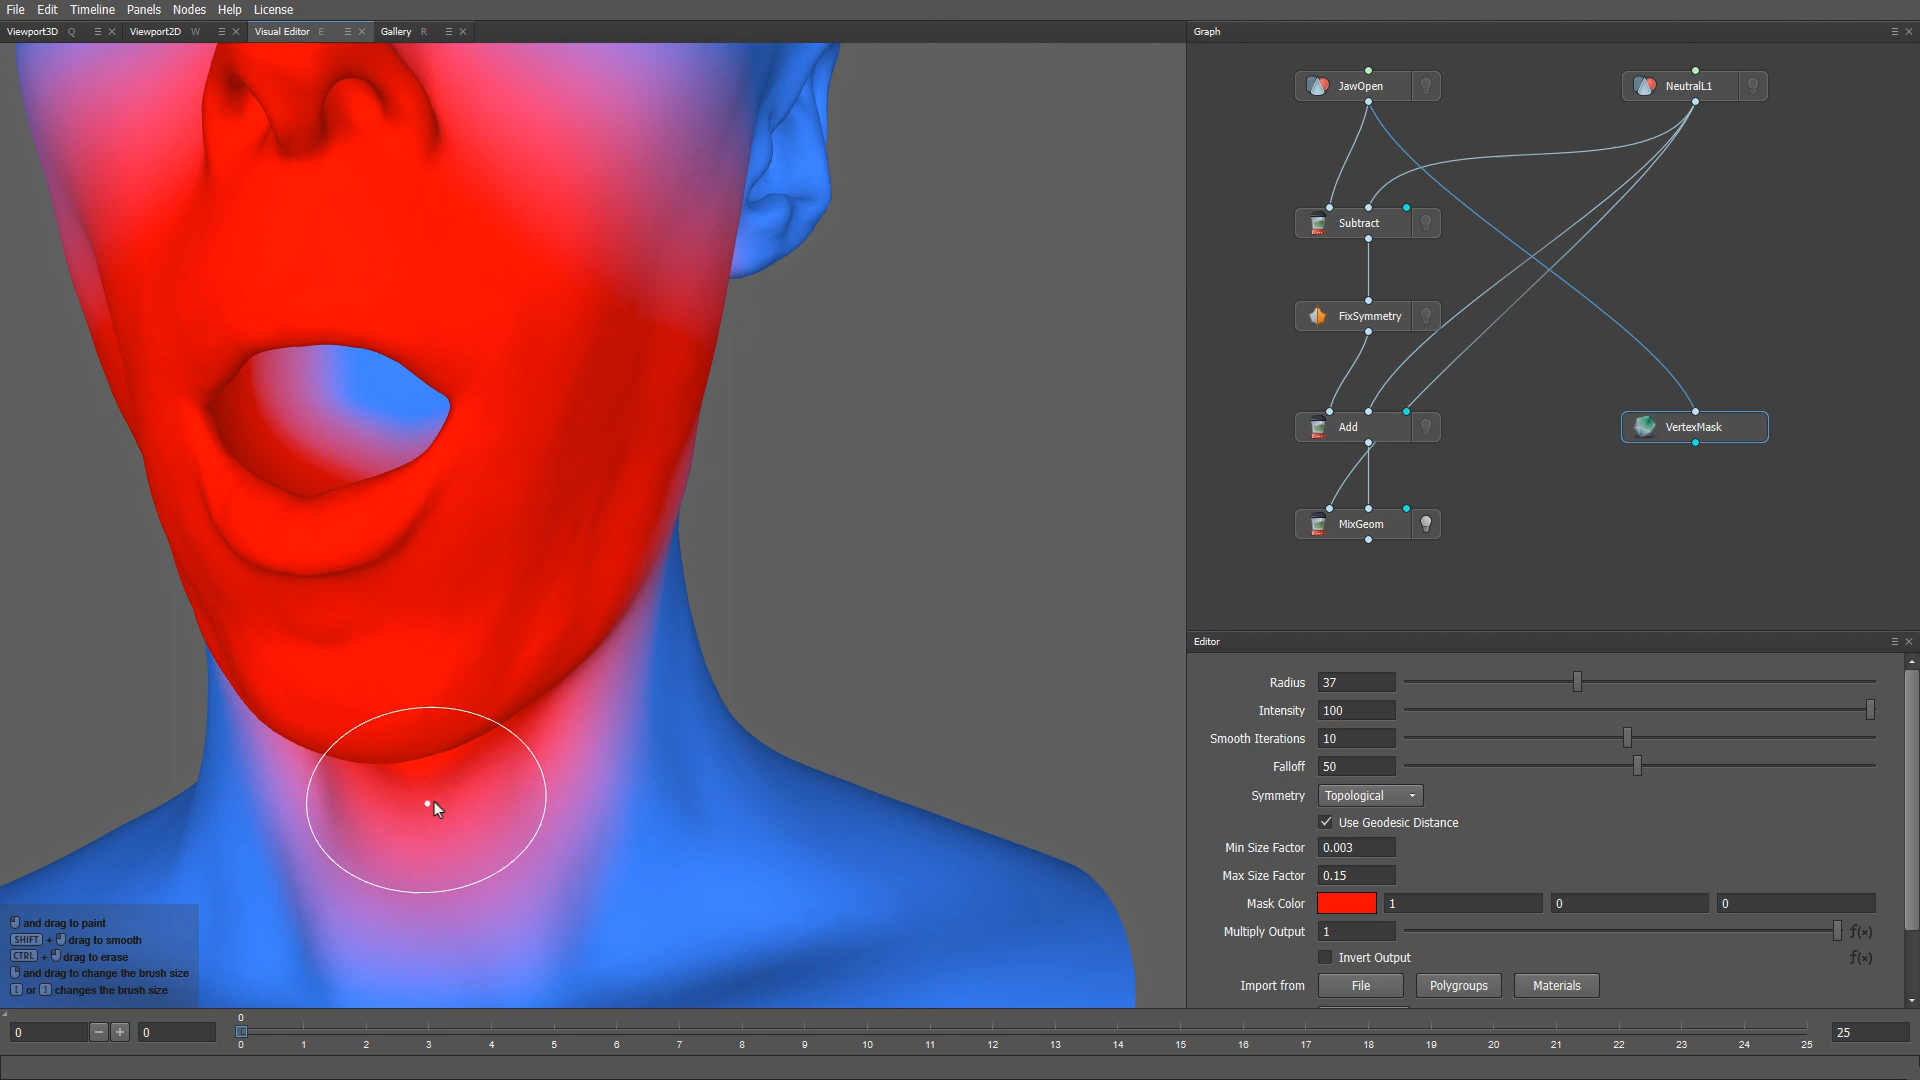 File Edit Timeline Panels Nodes Help License
Viewport3D Q Viewport2D W Visual Editor E Gallery R
Graph
JawOpen NeutralL1
Subtract
FixSymmetry
Add VertexMask
MixGeom
Editor
Radius 37
Intensity 100
Smooth Iterations 10
Falloff 50
Symmetry Topological
Use Geodesic Distance
Min Size Factor 0.003
Max Size Factor 0.15
Mask Color 1 0 0
Multiply Output 1 f(x)
Invert Output f(x)
Import from File Polygroups Materials
and drag to paint
SHIFT + drag to smooth
CTRL + drag to erase
and drag to change the brush size
[ or ] changes the brush size
0
0 − + 0 25
0 1 2 3 4 5 6 7 8 9 10 11 12 13 14 15 16 17 18 19 20 21 22 23 24 25